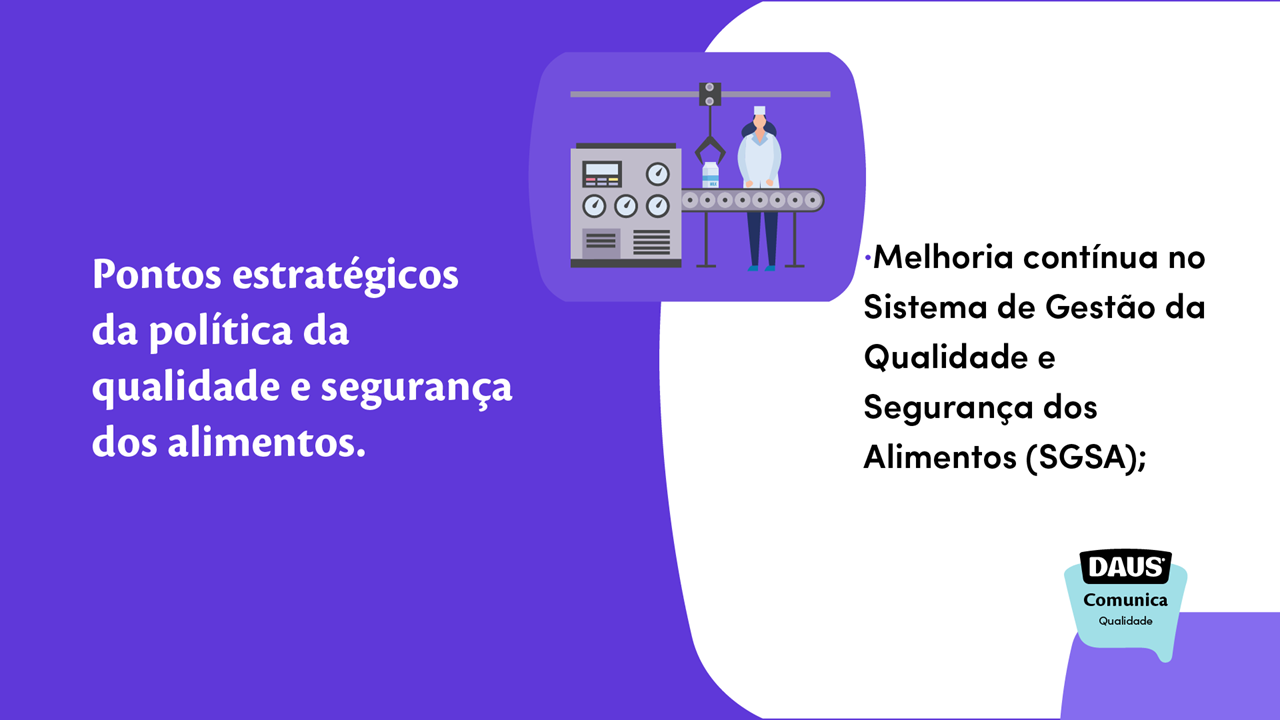 Pontos estratégicos
da política da
qualidade e segurança
dos alimentos.
·Melhoria contínua no
Sistema de Gestão da
Qualidade e
Segurança dos
Alimentos (SGSA);
DAUS
Comunica
Qualidade